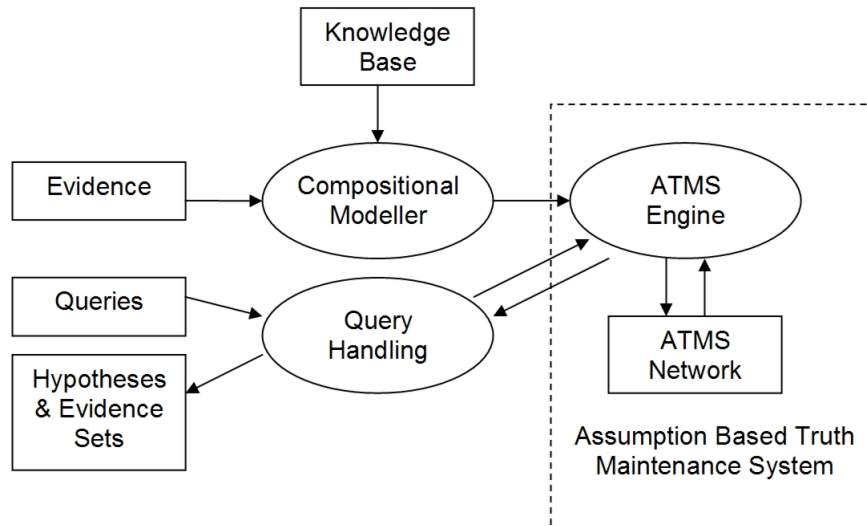 Knowledge
Base
Evidence
Compositional
Modeller
ATMS
Engine
Queries
Query
Handling
ATMS
Network
Hypotheses
& Evidence
Sets
Assumption Based Truth
Maintenance System